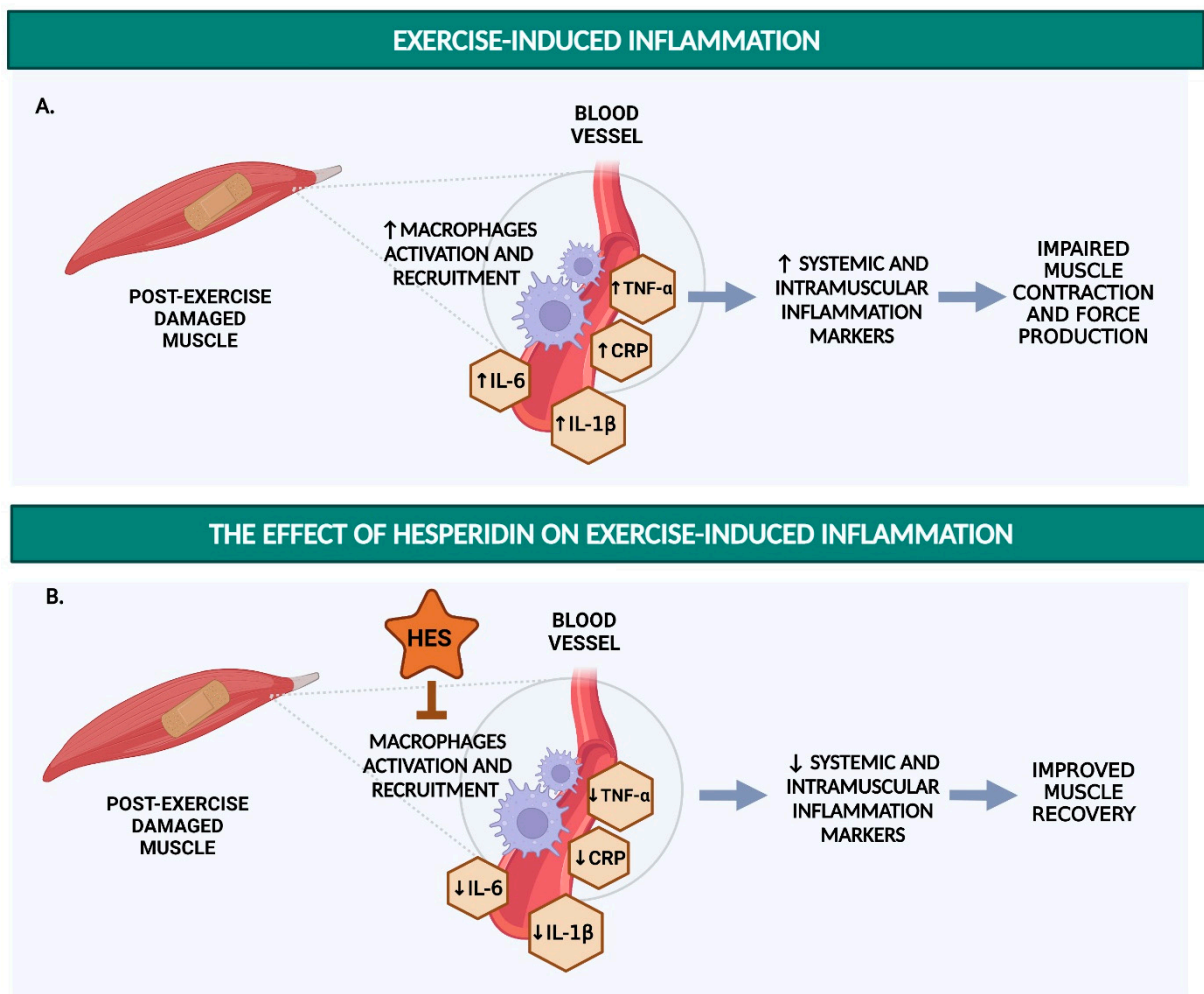 EXERCISE-INDUCED INFLAMMATION
A.
BLOOD
VESSEL
↑ MACROPHAGES
ACTIVATION AND
RECRUITMENT
POST-EXERCISE
DAMAGED
MUSCLE
↑TNF-α
↑CRP
↑IL-6
↑IL-1β
↑ SYSTEMIC AND
INTRAMUSCULAR
INFLAMMATION
MARKERS
IMPAIRED
MUSCLE
CONTRACTION
AND FORCE
PRODUCTION
THE EFFECT OF HESPERIDIN ON EXERCISE-INDUCED INFLAMMATION
B.
HES
BLOOD
VESSEL
MACROPHAGES
ACTIVATION AND
RECRUITMENT
POST-EXERCISE
DAMAGED
MUSCLE
↓TNF-α
↓CRP
↓IL-6
↓IL-1β
↓ SYSTEMIC AND
INTRAMUSCULAR
INFLAMMATION
MARKERS
IMPROVED
MUSCLE
RECOVERY